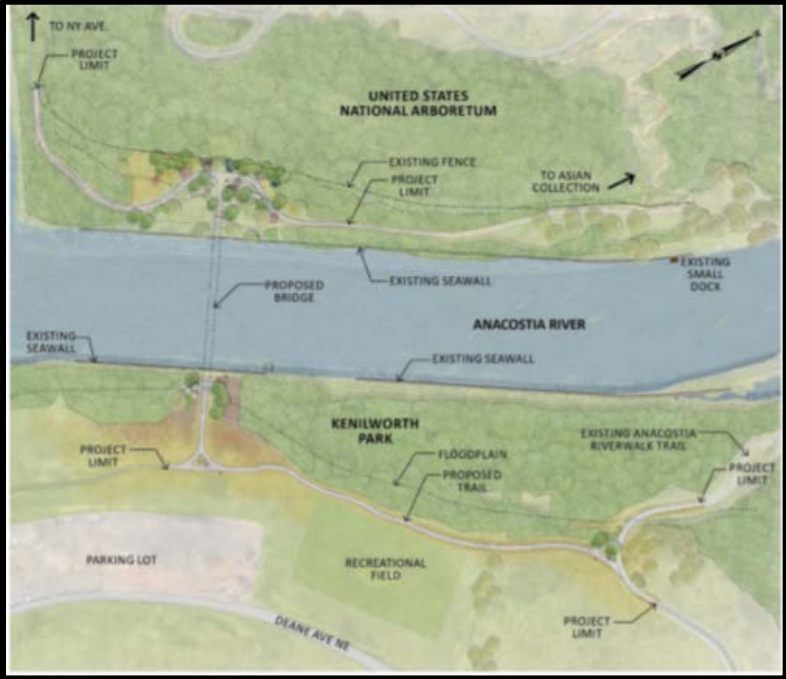 TO NY AVE.
PROJECT
LIMIT
UNITED STATES
NATIONAL ARBORETUM
EXISTING FENCE
PROJECT
LIMIT
TO ASIAN
COLLECTION
EXISTING SEAWALL
EXISTING
SMALL
DOCK
PROPOSED
BRIDGE
ANACOSTIA RIVER
EXISTING
SEAWALL
EXISTING SEAWALL
KENILWORTH
PARK
EXISTING ANACOSTIA
RIVERWALK TRAIL
PROJECT
LIMIT
FLOODPLAIN
PROPOSED
TRAIL
PROJECT
LIMIT
PARKING LOT
RECREATIONAL
FIELD
PROJECT
LIMIT
DEANE AVE NE